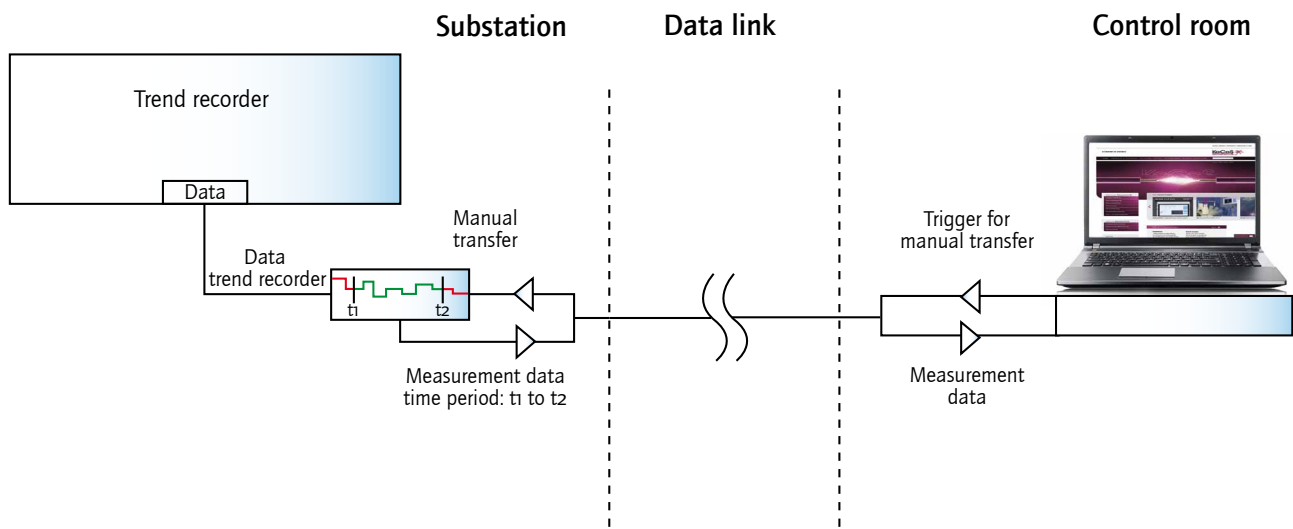 Substation
Data link
Control room
Trend recorder
Data
Data
trend recorder
t1
t2
Manual
transfer
Measurement data
time period: t1 to t2
Trigger for
manual transfer
Measurement
data
KoCoS